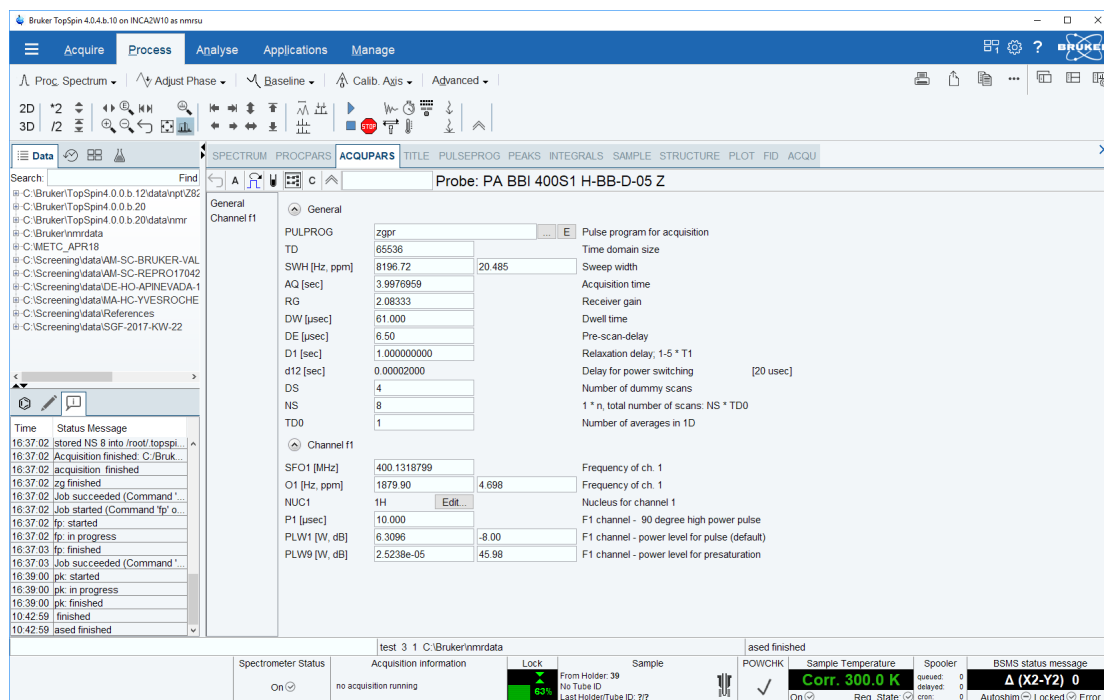 Bruker TopSpin 4.0.4.b.10 on INCA2W10 as nmrsu
Acquire Process Analyse Applications Manage
BRUKER
Proc. Spectrum Adjust Phase Baseline Calib. Axis Advanced
2D *2
3D /2
STOP
Data
SPECTRUM PROCPARS ACQUPARS TITLE PULSEPROG PEAKS INTEGRALS SAMPLE STRUCTURE PLOT FID ACQU
Search: Find
A C Probe: PA BBI 400S1 H-BB-D-05 Z
C:\Bruker\TopSpin4.0.0.b.12\data\npt\Z82
C:\Bruker\TopSpin4.0.0.b.20
C:\Bruker\TopSpin4.0.0.b.20\data\nmr
C:\Bruker\nmrdata
C:\METC_APR18
C:\Screening\data\AM-SC-BRUKER-VAL
C:\Screening\data\AM-SC-REPRO17042
C:\Screening\data\DE-HO-APINEVADA-1
C:\Screening\data\MA-HC-YVESROCHE
C:\Screening\data\References
C:\Screening\data\SGF-2017-KW-22
General
Channel f1
General
PULPROG zgpr ... E Pulse program for acquisition
TD 65536 Time domain size
SWH [Hz, ppm] 8196.72 20.485 Sweep width
AQ [sec] 3.9976959 Acquisition time
RG 2.08333 Receiver gain
DW [µsec] 61.000 Dwell time
DE [µsec] 6.50 Pre-scan-delay
D1 [sec] 1.000000000 Relaxation delay; 1-5 * T1
d12 [sec] 0.00002000 Delay for power switching [20 usec]
DS 4 Number of dummy scans
NS 8 1 * n, total number of scans: NS * TD0
TD0 1 Number of averages in 1D
Channel f1
SFO1 [MHz] 400.1318799 Frequency of ch. 1
O1 [Hz, ppm] 1879.90 4.698 Frequency of ch. 1
NUC1 1H Edit... Nucleus for channel 1
P1 [µsec] 10.000 F1 channel - 90 degree high power pulse
PLW1 [W, dB] 6.3096 -8.00 F1 channel - power level for pulse (default)
PLW9 [W, dB] 2.5238e-05 45.98 F1 channel - power level for presaturation
Time Status Message
16:37:02 stored NS 8 into /root/.topspi...
16:37:02 Acquisition finished: C:/Bruk...
16:37:02 acquisition finished
16:37:02 zg finished
16:37:02 Job succeeded (Command '...
16:37:02 Job started (Command 'fp' o...
16:37:02 fp: started
16:37:02 fp: in progress
16:37:03 fp: finished
16:37:03 Job succeeded (Command '...
16:39:00 pk: started
16:39:00 pk: in progress
16:39:00 pk: finished
10:42:59 finished
10:42:59 ased finished
test 3 1 C:\Bruker\nmrdata ased finished
Spectrometer Status Acquisition information Lock Sample POWCHK Sample Temperature Spooler BSMS status message
On no acquisition running 63% From Holder: 39
No Tube ID
Last Holder/Tube ID: ?/?
Corr. 300.0 K
On Reg. State
queued: 0
delayed: 0
cron: 0
Δ (X2-Y2) 0
Autoshim Locked Error